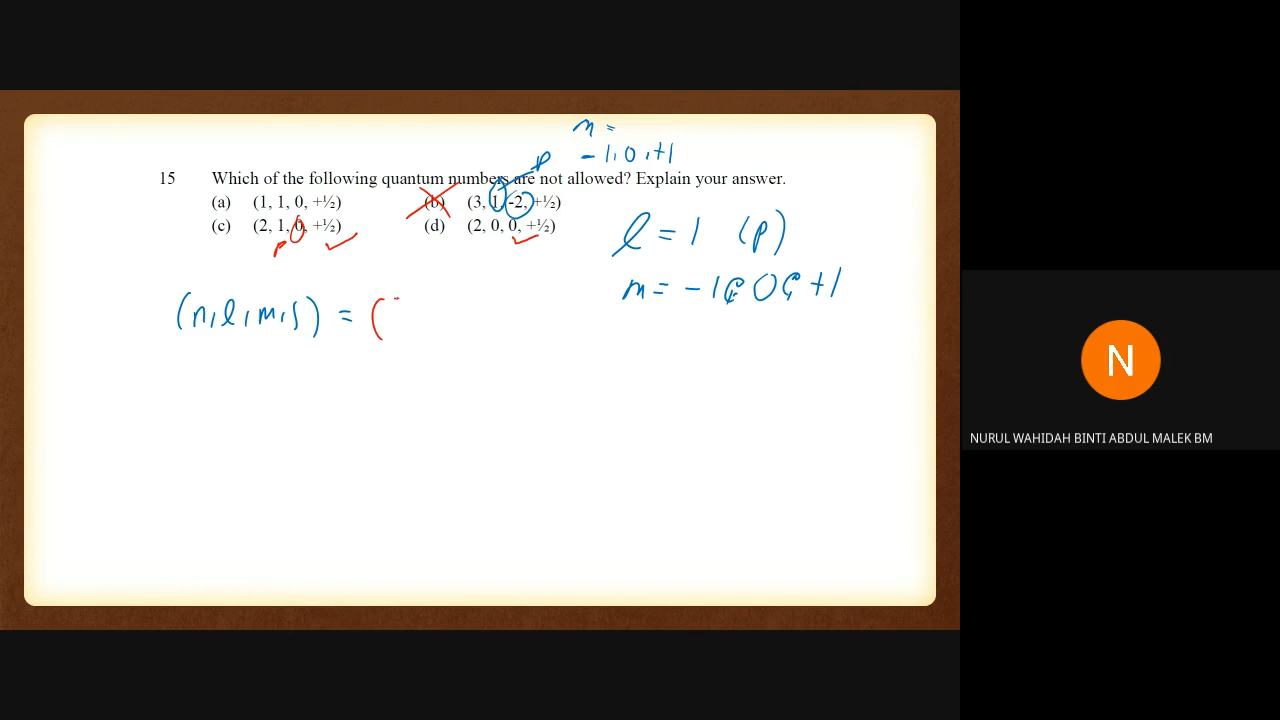 m =
-1, 0, +1
p
15 Which of the following quantum numbers are not allowed? Explain your answer.
(a) (1, 1, 0, +½) (b) (3, 1, -2, +½)
(c) (2, 1, 0, +½) (d) (2, 0, 0, +½)
p
l = 1 (p)
m = -1, 0, +1
(n, l, m, s) = (
N
NURUL WAHIDAH BINTI ABDUL MALEK BM